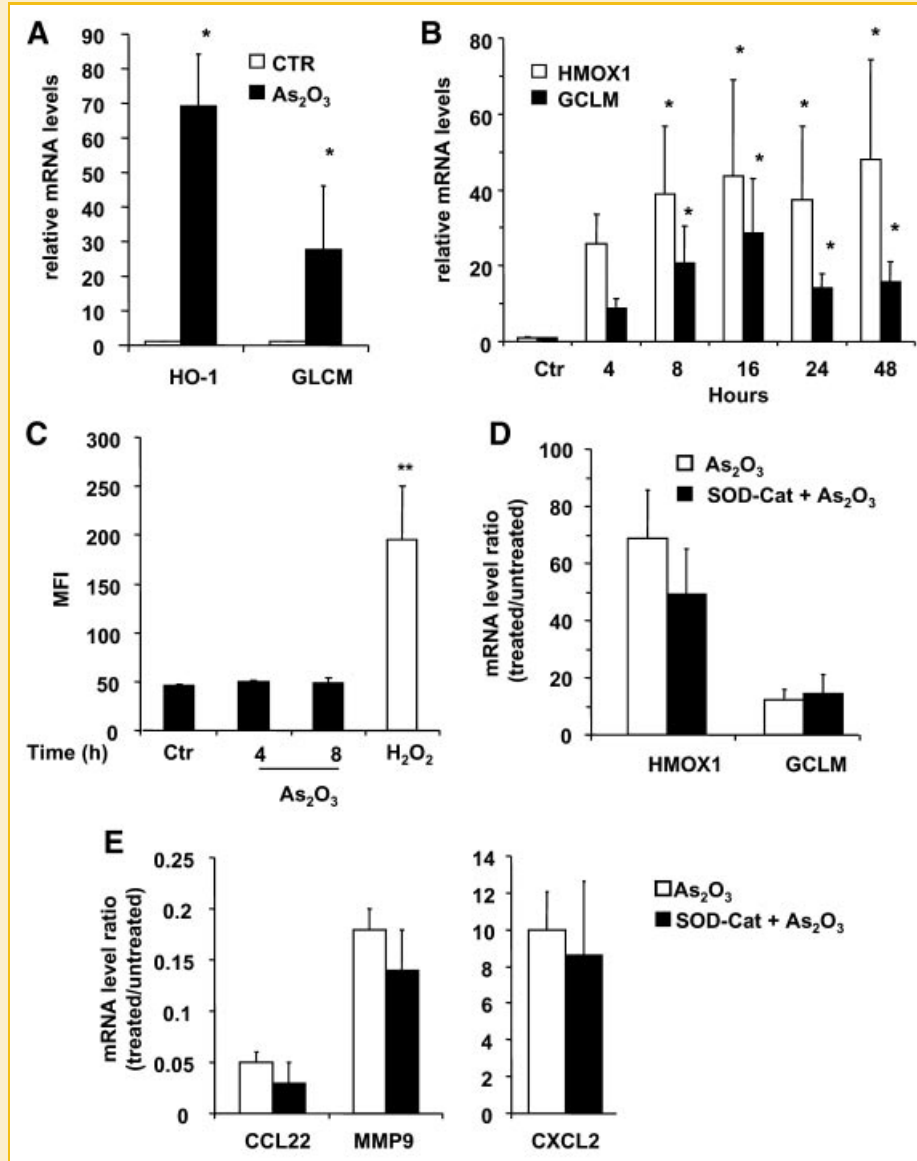 A
relative mRNA levels
90
80
70
60
50
40
30
20
10
0
*
*
CTR
As₂O₃
HO-1 GLCM
B
relative mRNA levels
80
60
40
20
0
HMOX1
GCLM
* * * *
* * * *
Ctr 4 8 16 24 48
Hours
C
MFI
300
250
200
150
100
50
0
**
Time (h) Ctr 4 8 H₂O₂
As₂O₃
D
mRNA level ratio
(treated/untreated)
100
80
60
40
20
0
As₂O₃
SOD-Cat + As₂O₃
HMOX1 GCLM
E
mRNA level ratio
(treated/untreated)
0.25
0.2
0.15
0.1
0.05
0
CCL22 MMP9
14
12
10
8
6
4
2
0
CXCL2
As₂O₃
SOD-Cat + As₂O₃